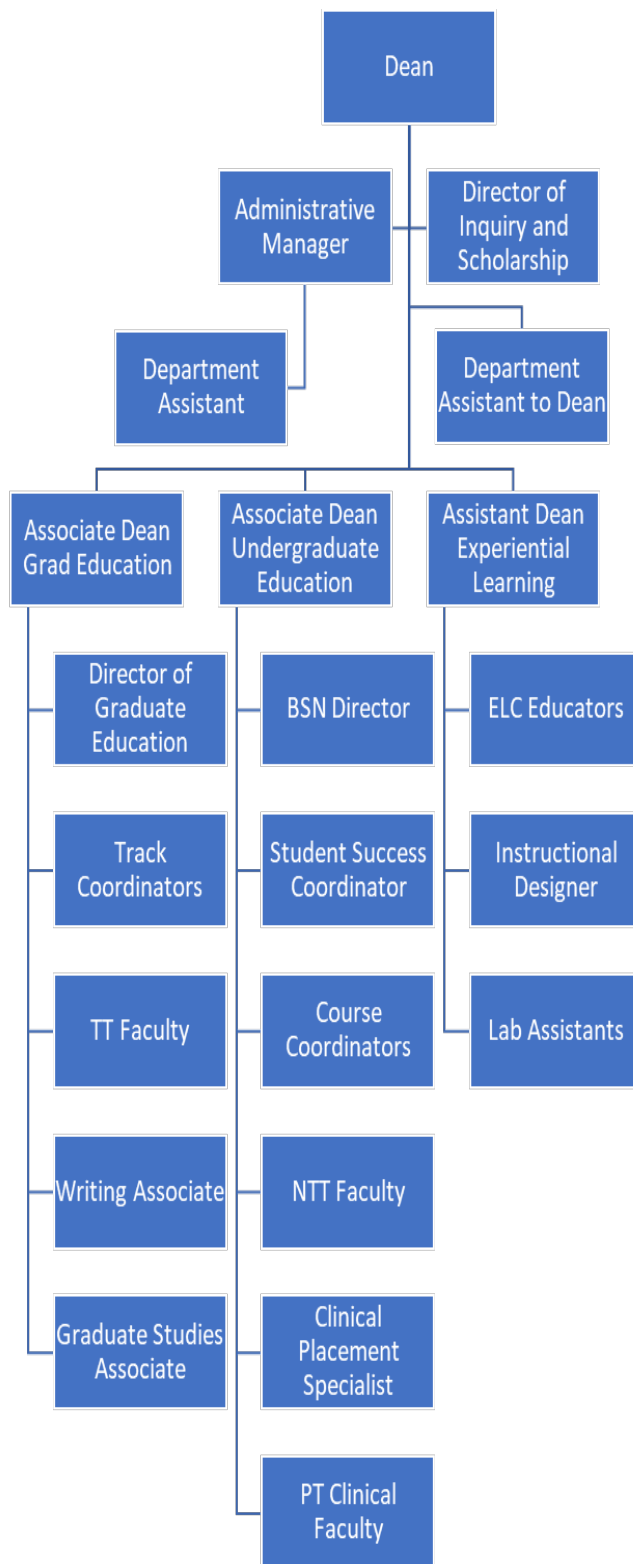 Dean
Administrative
Manager
Director of
Inquiry and
Scholarship
Department
Assistant
Department
Assistant to Dean
Associate Dean
Grad Education
Associate Dean
Undergraduate
Education
Assistant Dean
Experiential
Learning
Director of
Graduate
Education
BSN Director
ELC Educators
Track
Coordinators
Student Success
Coordinator
Instructional
Designer
TT Faculty
Course
Coordinators
Lab Assistants
Writing Associate
NTT Faculty
Graduate Studies
Associate
Clinical
Placement
Specialist
PT Clinical
Faculty